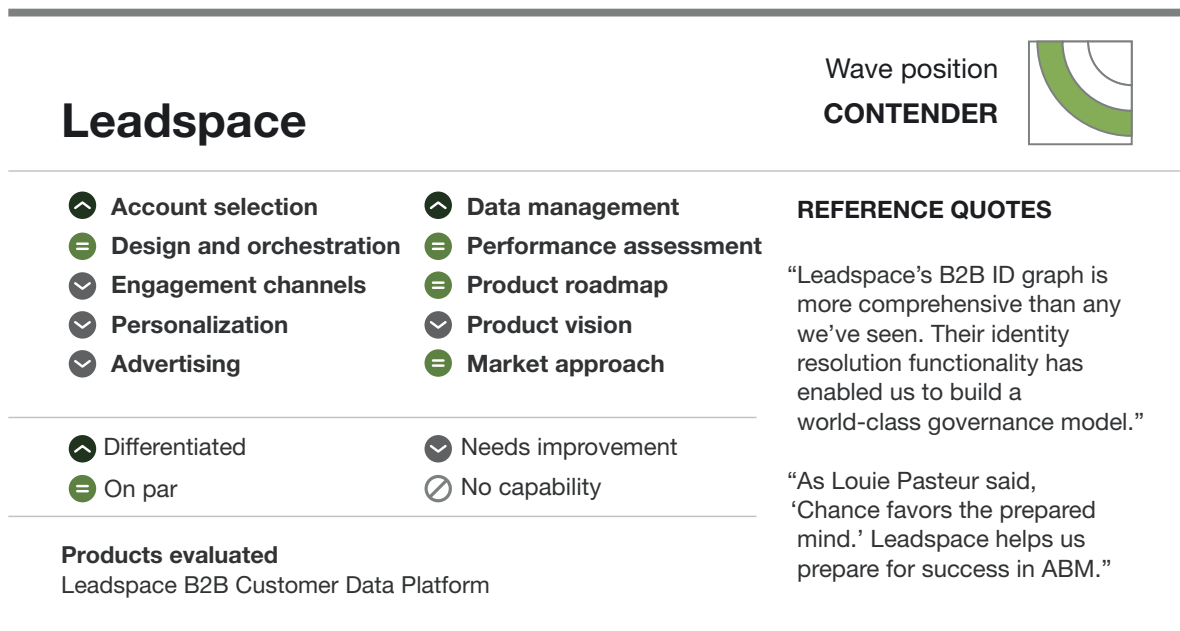 Leadspace
Wave position
CONTENDER
Account selection
Design and orchestration
Engagement channels
Personalization
Advertising
Data management
Performance assessment
Product roadmap
Product vision
Market approach
Differentiated
On par
Needs improvement
No capability
Products evaluated
Leadspace B2B Customer Data Platform
REFERENCE QUOTES
“Leadspace’s B2B ID graph is
more comprehensive than any
we’ve seen. Their identity
resolution functionality has
enabled us to build a
world-class governance model.”
“As Louie Pasteur said,
‘Chance favors the prepared
mind.’ Leadspace helps us
prepare for success in ABM.”